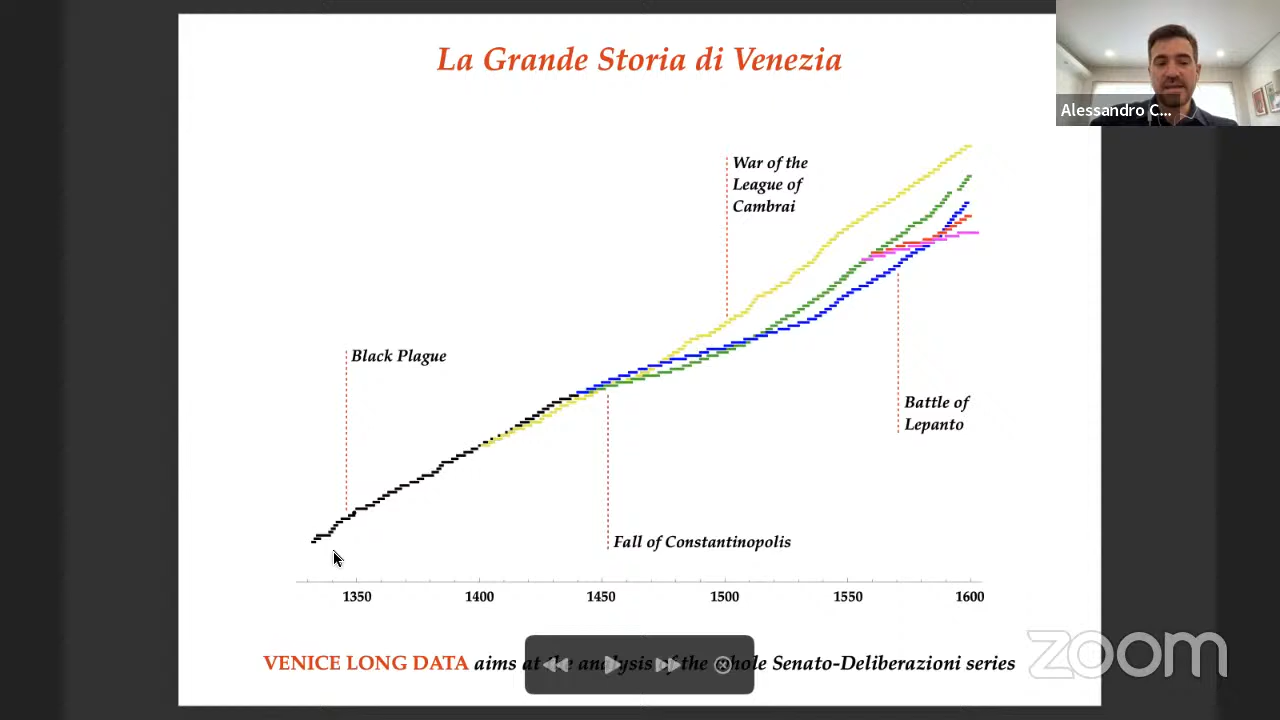 La Grande Storia di Venezia
Alessandro C...
War of the
League of
Cambrai
Black Plague
Battle of
Lepanto
Fall of Constantinopolis
1350 1400 1450 1500 1550 1600
VENICE LONG DATA aims at the analysis of the whole Senato-Deliberazioni series
zoom